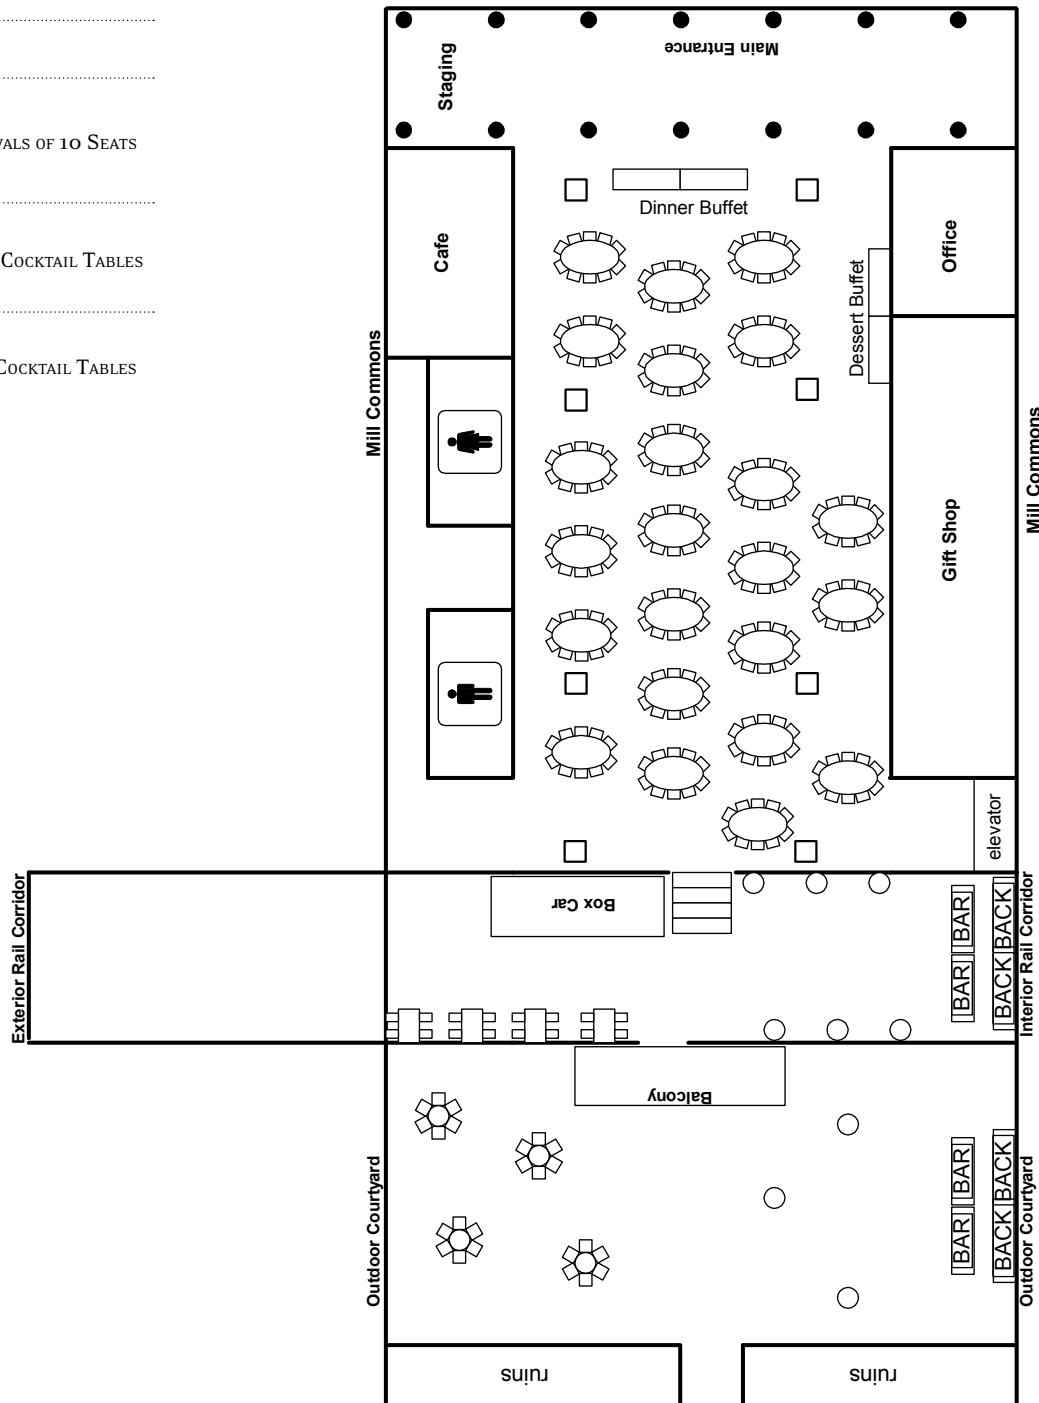 VALS OF 10 SEATS
COCKTAIL TABLES
COCKTAIL TABLES
Main Entrance
Staging
Dinner Buffet
Cafe
Office
Dessert Buffet
Mill Commons
Mill Commons
Gift Shop
elevator
Exterior Rail Corridor
Box Car
BAR
BACK
BAR
BACK
Interior Rail Corridor
Balcony
Outdoor Courtyard
BAR
BACK
BAR
BACK
Outdoor Courtyard
ruins
ruins